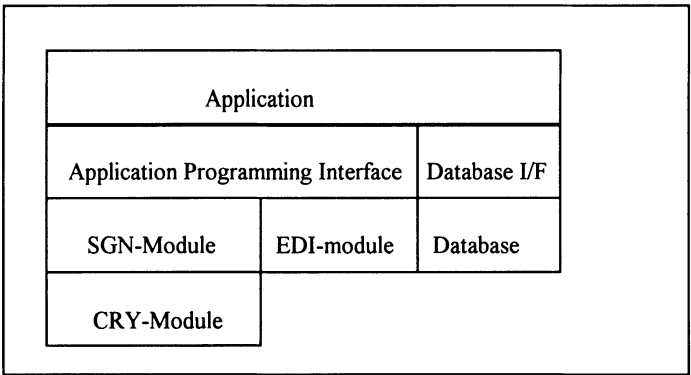 Application
Application Programming Interface
Database I/F
SGN-Module
EDI-module
Database
CRY-Module